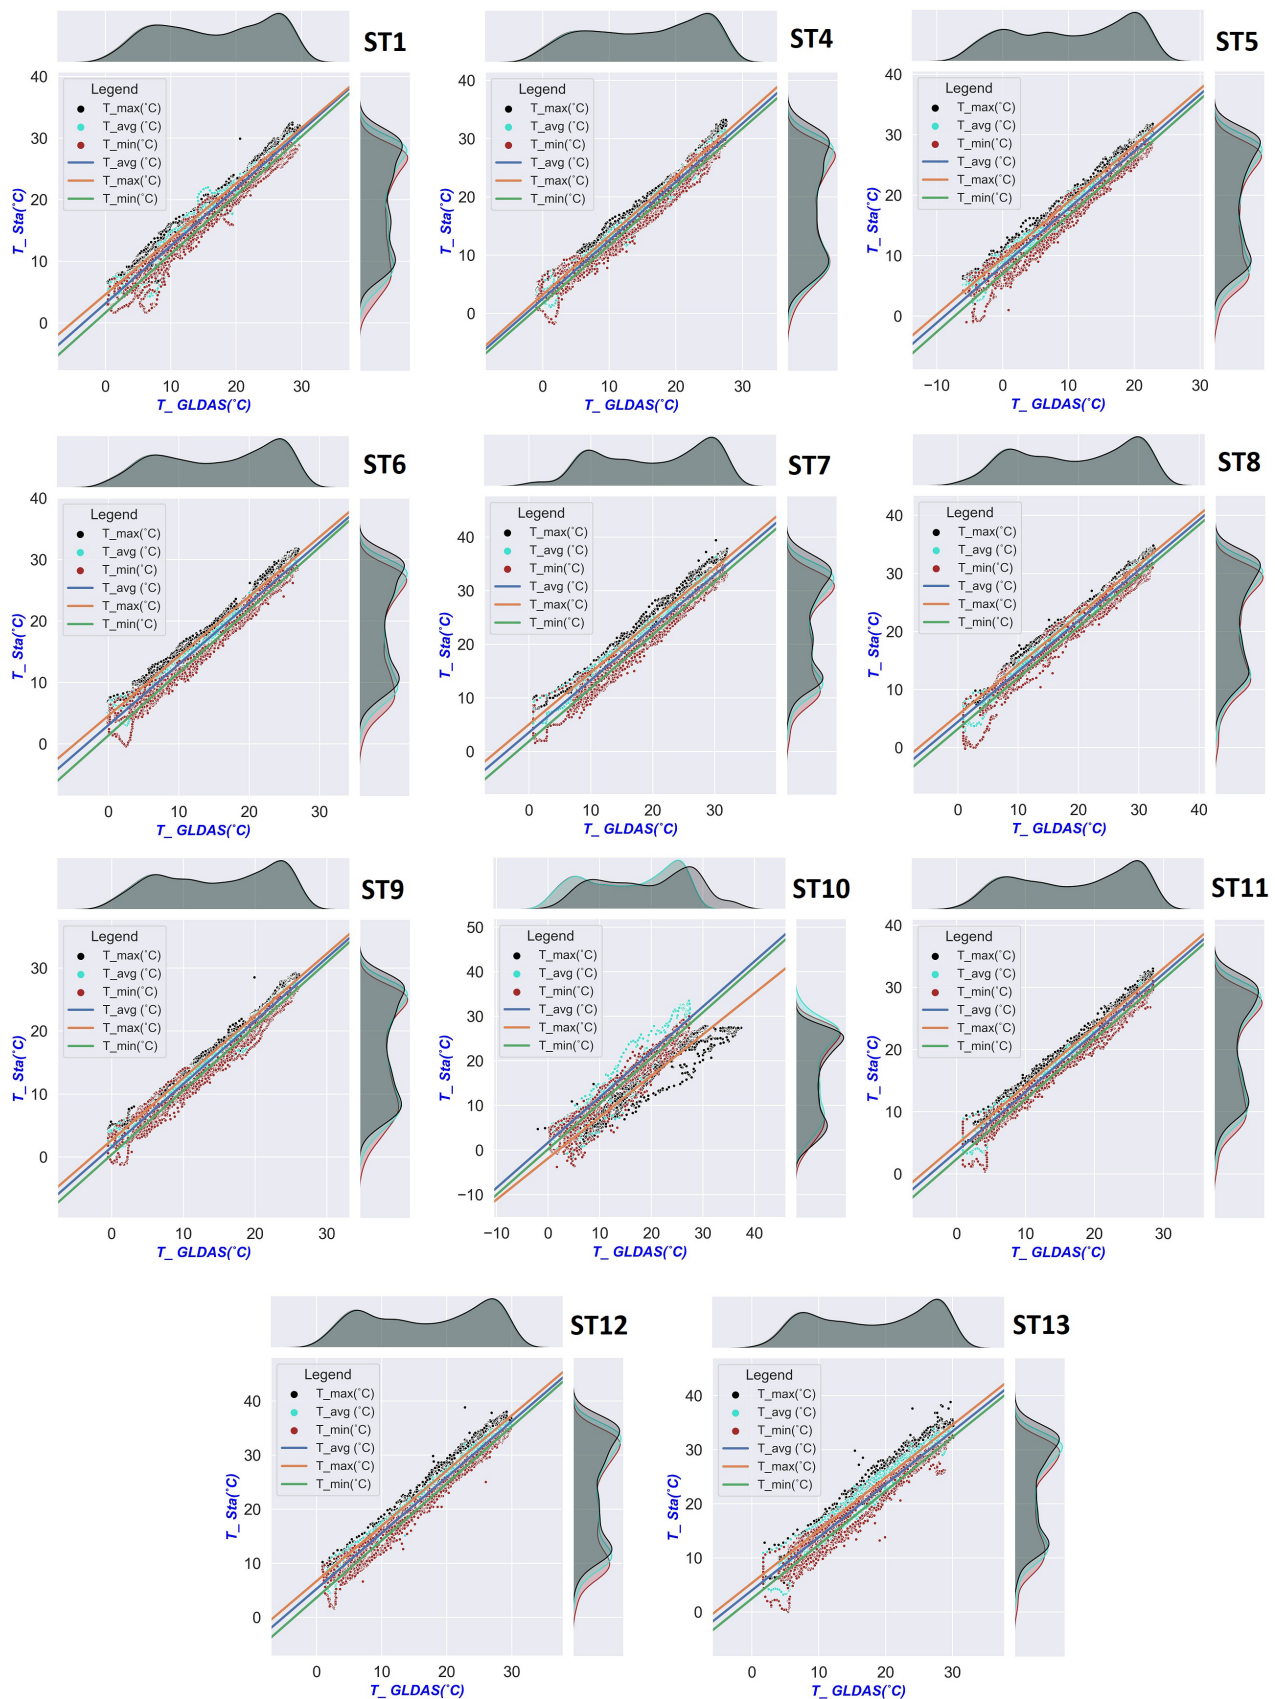 ST1
Legend
T_max(˚C)
T_avg (˚C)
T_min(˚C)
T_avg (˚C)
T_max(˚C)
T_min(˚C)
40
30
20
10
0
T_ Sta(˚C)
0 10 20 30
T_ GLDAS(˚C)
ST4
Legend
T_max(˚C)
T_avg (˚C)
T_min(˚C)
T_avg (˚C)
T_max(˚C)
T_min(˚C)
40
30
20
10
0
T_ Sta(˚C)
0 10 20 30
T_ GLDAS(˚C)
ST5
Legend
T_max(˚C)
T_avg (˚C)
T_min(˚C)
T_avg (˚C)
T_max(˚C)
T_min(˚C)
40
30
20
10
0
T_ Sta(˚C)
−10 0 10 20 30
T_ GLDAS(˚C)
ST6
Legend
T_max(˚C)
T_avg (˚C)
T_min(˚C)
T_avg (˚C)
T_max(˚C)
T_min(˚C)
40
30
20
10
0
T_ Sta(˚C)
0 10 20 30
T_ GLDAS(˚C)
ST7
Legend
T_max(˚C)
T_avg (˚C)
T_min(˚C)
T_avg (˚C)
T_max(˚C)
T_min(˚C)
40
30
20
10
0
T_ Sta(˚C)
0 10 20 30
T_ GLDAS(˚C)
ST8
Legend
T_max(˚C)
T_avg (˚C)
T_min(˚C)
T_avg (˚C)
T_max(˚C)
T_min(˚C)
40
30
20
10
0
T_ Sta(˚C)
0 10 20 30 40
T_ GLDAS(˚C)
ST9
Legend
T_max(˚C)
T_avg (˚C)
T_min(˚C)
T_avg (˚C)
T_max(˚C)
T_min(˚C)
30
20
10
0
T_ Sta(˚C)
0 10 20 30
T_ GLDAS(˚C)
ST10
Legend
T_max(˚C)
T_avg (˚C)
T_min(˚C)
T_avg (˚C)
T_max(˚C)
T_min(˚C)
50
40
30
20
10
0
−10
T_ Sta(˚C)
−10 0 10 20 30 40
T_ GLDAS(˚C)
ST11
Legend
T_max(˚C)
T_avg (˚C)
T_min(˚C)
T_avg (˚C)
T_max(˚C)
T_min(˚C)
40
30
20
10
0
T_ Sta(˚C)
0 10 20 30
T_ GLDAS(˚C)
ST12
Legend
T_max(˚C)
T_avg (˚C)
T_min(˚C)
T_avg (˚C)
T_max(˚C)
T_min(˚C)
40
30
20
10
0
T_ Sta(˚C)
0 10 20 30
T_ GLDAS(˚C)
ST13
Legend
T_max(˚C)
T_avg (˚C)
T_min(˚C)
T_avg (˚C)
T_max(˚C)
T_min(˚C)
40
30
20
10
0
T_ Sta(˚C)
0 10 20 30
T_ GLDAS(˚C)